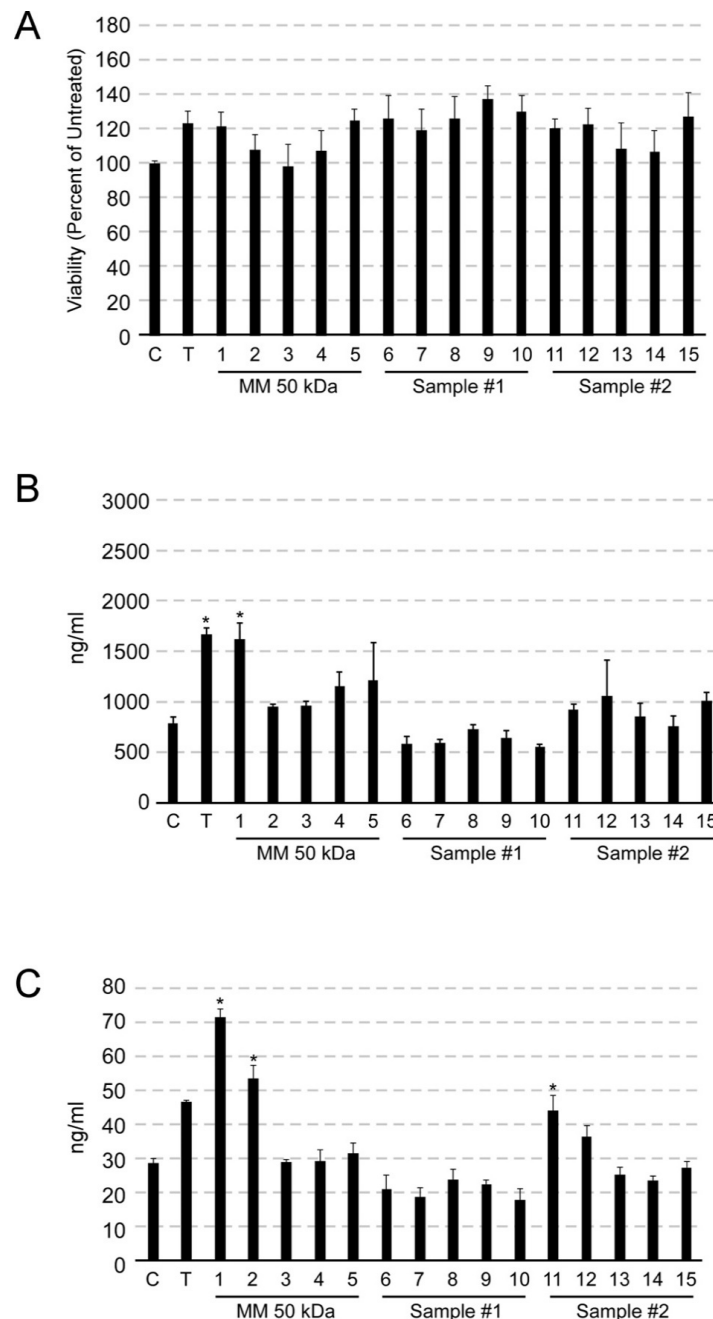 A
Viability (Percent of Untreated)
180
160
140
120
100
80
60
40
20
0
C T 1 2 3 4 5 6 7 8 9 10 11 12 13 14 15
MM 50 kDa Sample #1 Sample #2
B
ng/ml
3000
2500
2000
1500
1000
500
0
* *
C T 1 2 3 4 5 6 7 8 9 10 11 12 13 14 15
MM 50 kDa Sample #1 Sample #2
C
ng/ml
80
70
60
50
40
30
20
10
0
* * *
C T 1 2 3 4 5 6 7 8 9 10 11 12 13 14 15
MM 50 kDa Sample #1 Sample #2